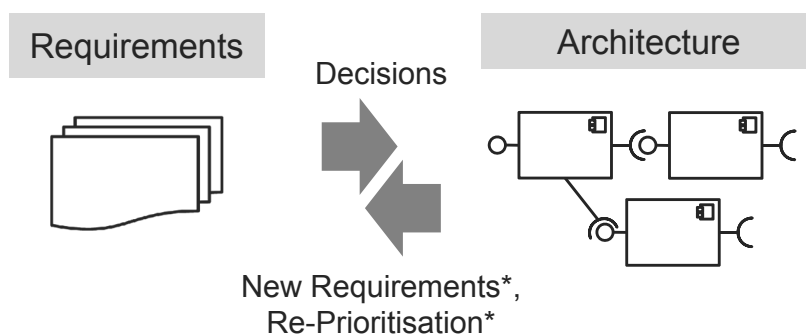 Requirements
Decisions
Architecture
New Requirements*,
Re-Prioritisation*